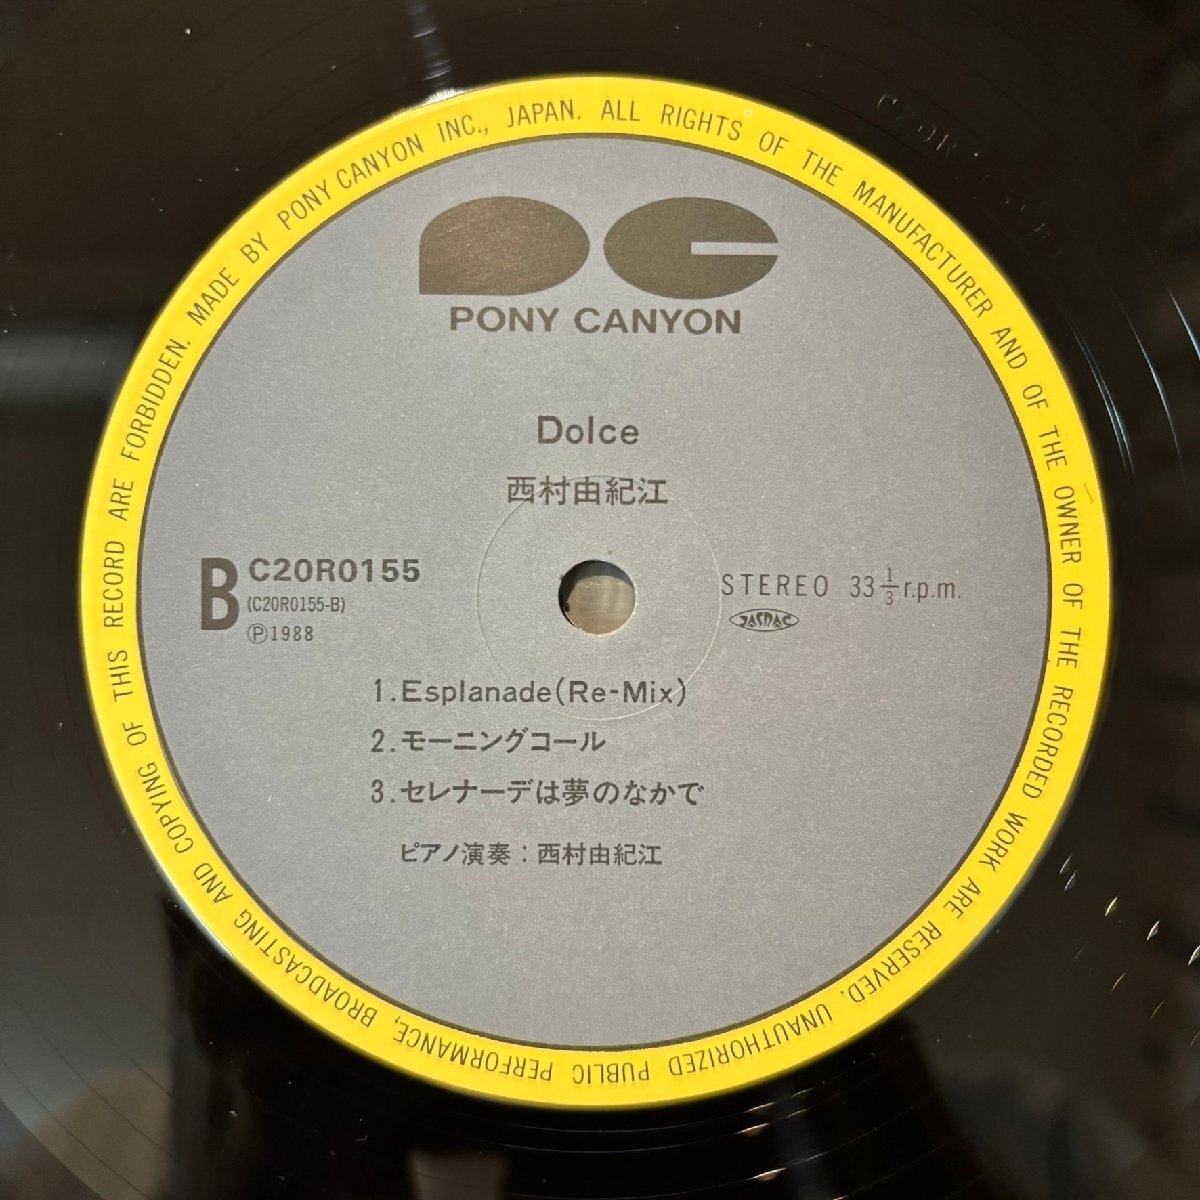 MADE BY PONY CANYON INC., JAPAN. ALL RIGHTS OF THE MANUFACTURER AND OF THE OWNER OF THE RECORDED WORK ARE RESERVED. UNAUTHORIZED PUBLIC PERFORMANCE, BROADCASTING AND COPYING OF THIS RECORD ARE FORBIDDEN.
PC
PONY CANYON
Dolce
西村由紀江
B C20R0155
(C20R0155-B)
Ⓟ1988
STEREO 33 1/3 r.p.m.
JASRAC
1.Esplanade(Re-Mix)
2.モーニングコール
3.セレナーデは夢のなかで
ピアノ演奏:西村由紀江